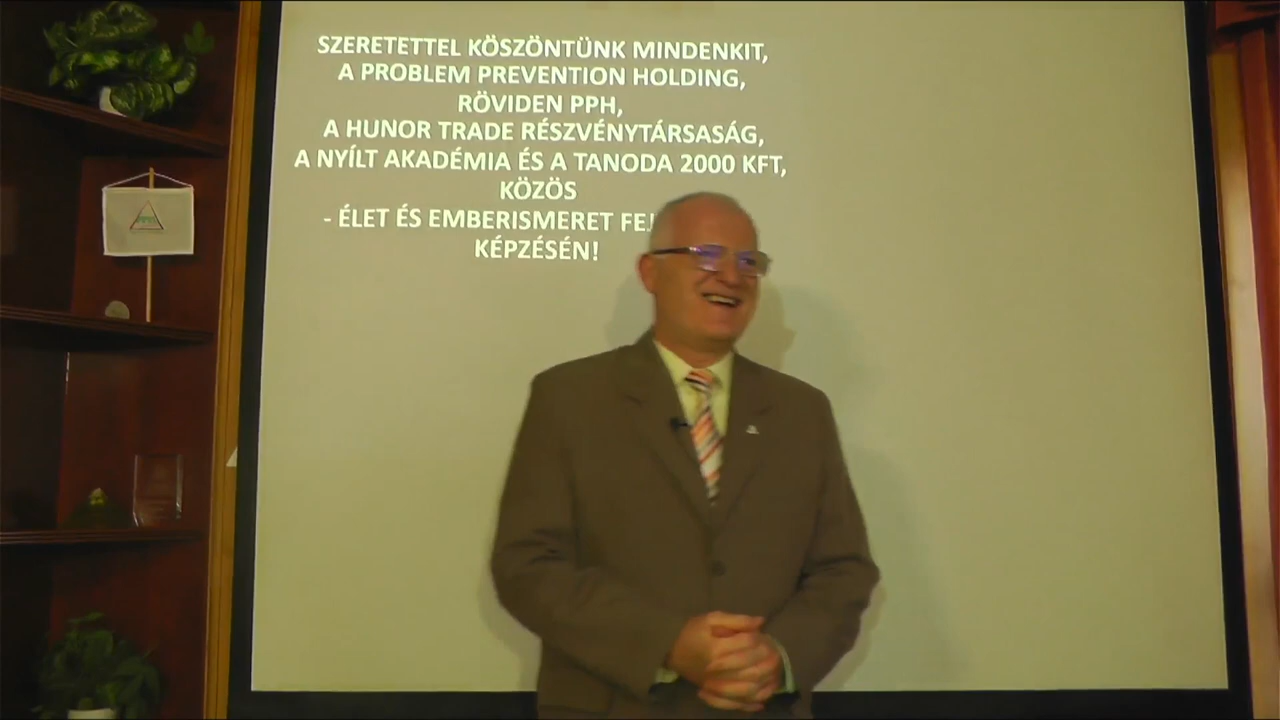 SZERETETTEL KÖSZÖNTÜNK MINDENKIT,
A PROBLEM PREVENTION HOLDING,
RÖVIDEN PPH,
A HUNOR TRADE RÉSZVÉNYTÁRSASÁG,
A NYÍLT AKADÉMIA ÉS A TANODA 2000 KFT,
KÖZÖS
- ÉLET ÉS EMBERISMERET
KÉPZÉSÉN!